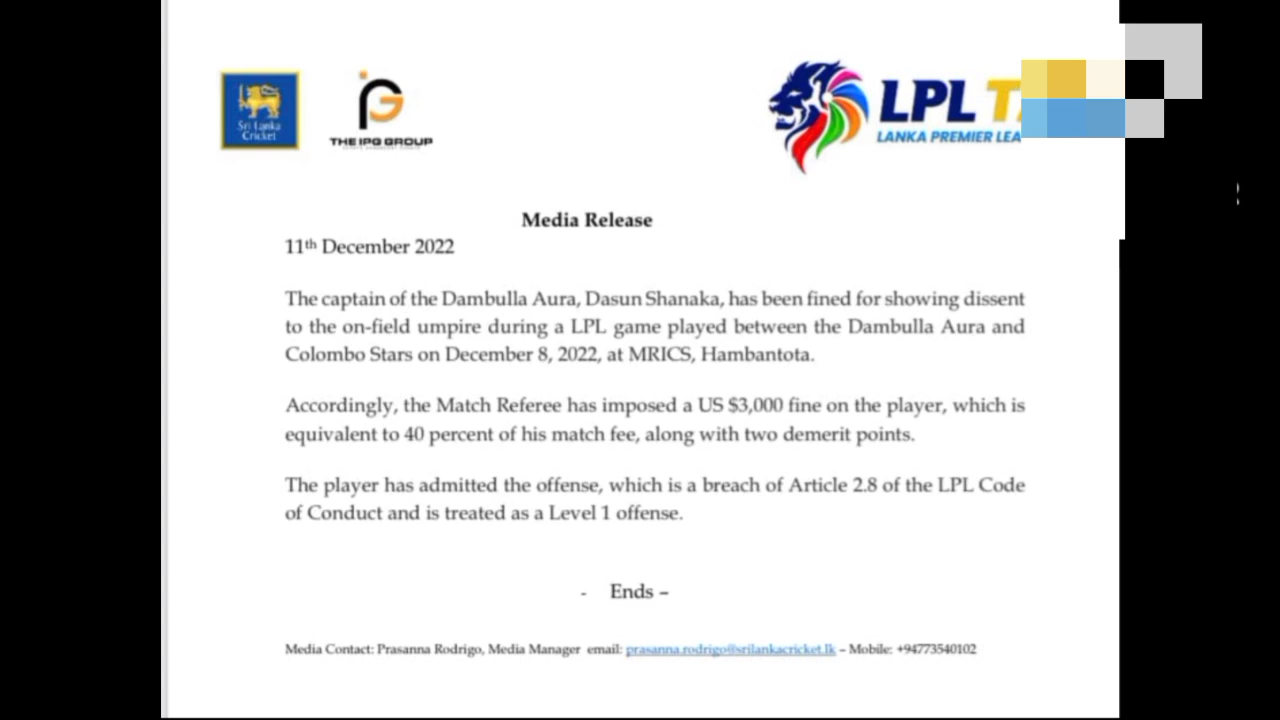 Sri Lanka
Cricket
THE IPG GROUP
LPL
LANKA PREMIER LEA
Media Release
11th December 2022
The captain of the Dambulla Aura, Dasun Shanaka, has been fined for showing dissent
to the on-field umpire during a LPL game played between the Dambulla Aura and
Colombo Stars on December 8, 2022, at MRICS, Hambantota.
Accordingly, the Match Referee has imposed a US $3,000 fine on the player, which is
equivalent to 40 percent of his match fee, along with two demerit points.
The player has admitted the offense, which is a breach of Article 2.8 of the LPL Code
of Conduct and is treated as a Level 1 offense.
- Ends –
Media Contact: Prasanna Rodrigo, Media Manager email: prasanna.rodrigo@srilankacricket.lk – Mobile: +94773540102